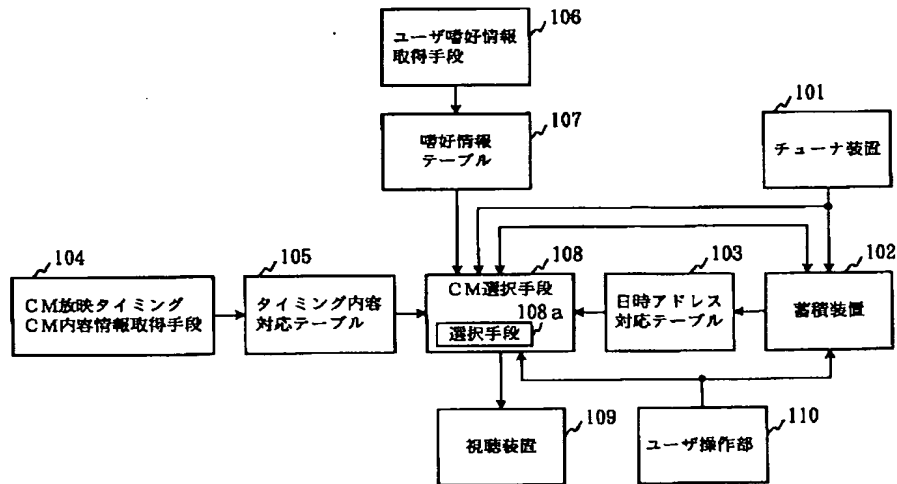 106
ユーザ嗜好情報
取得手段
101
チューナ装置
107
嗜好情報
テーブル
104
CM放映タイミング
CM内容情報取得手段
105
タイミング内容
対応テーブル
108
CM選択手段
108a
選択手段
103
日時アドレス
対応テーブル
102
蓄積装置
109
視聴装置
110
ユーザ操作部